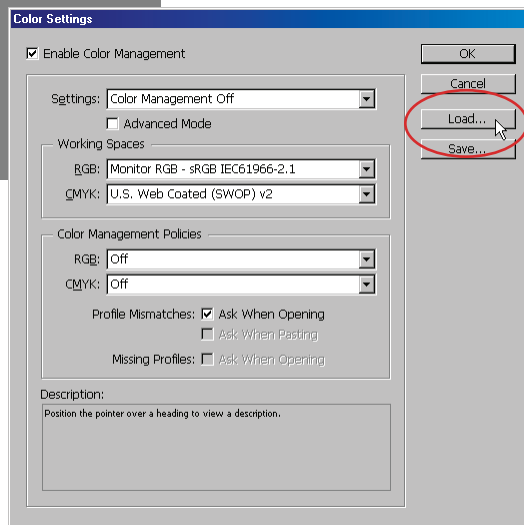 Color Settings
Enable Color Management
OK
Cancel
Load...
Save...
Settings: Color Management Off
Advanced Mode
Working Spaces
RGB: Monitor RGB - sRGB IEC61966-2.1
CMYK: U.S. Web Coated (SWOP) v2
Color Management Policies
RGB: Off
CMYK: Off
Profile Mismatches: Ask When Opening
Ask When Pasting
Missing Profiles: Ask When Opening
Description:
Position the pointer over a heading to view a description.